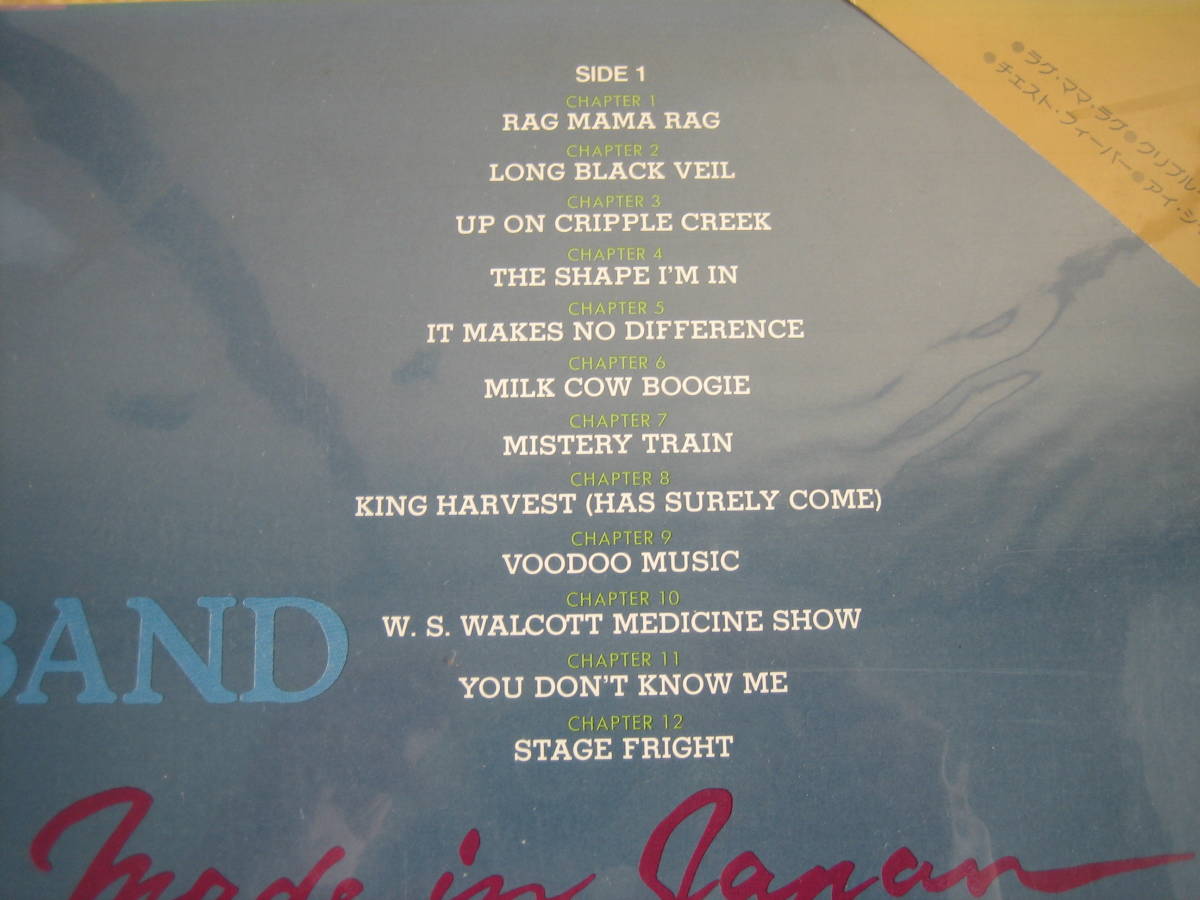 ●ラグ・ママ・ラグ●クリプル・
●チェスト・フィーバー●アイ・シ
SIDE 1
CHAPTER 1
RAG MAMA RAG
CHAPTER 2
LONG BLACK VEIL
CHAPTER 3
UP ON CRIPPLE CREEK
CHAPTER 4
THE SHAPE I'M IN
CHAPTER 5
IT MAKES NO DIFFERENCE
CHAPTER 6
MILK COW BOOGIE
CHAPTER 7
MISTERY TRAIN
CHAPTER 8
KING HARVEST (HAS SURELY COME)
CHAPTER 9
VOODOO MUSIC
CHAPTER 10
W. S. WALCOTT MEDICINE SHOW
CHAPTER 11
YOU DON'T KNOW ME
CHAPTER 12
STAGE FRIGHT
BAND
Made in Japan